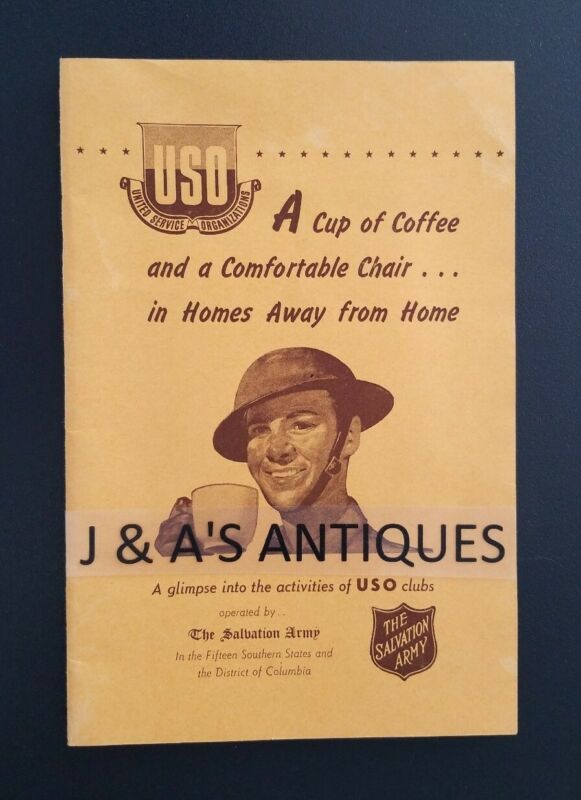 USO
UNITED SERVICE ORGANIZATIONS
A Cup of Coffee
and a Comfortable Chair . . .
in Homes Away from Home
J & A'S ANTIQUES
A glimpse into the activities of USO clubs
operated by . .
The Salvation Army
In the Fifteen Southern States and
the District of Columbia
THE
SALVATION
ARMY